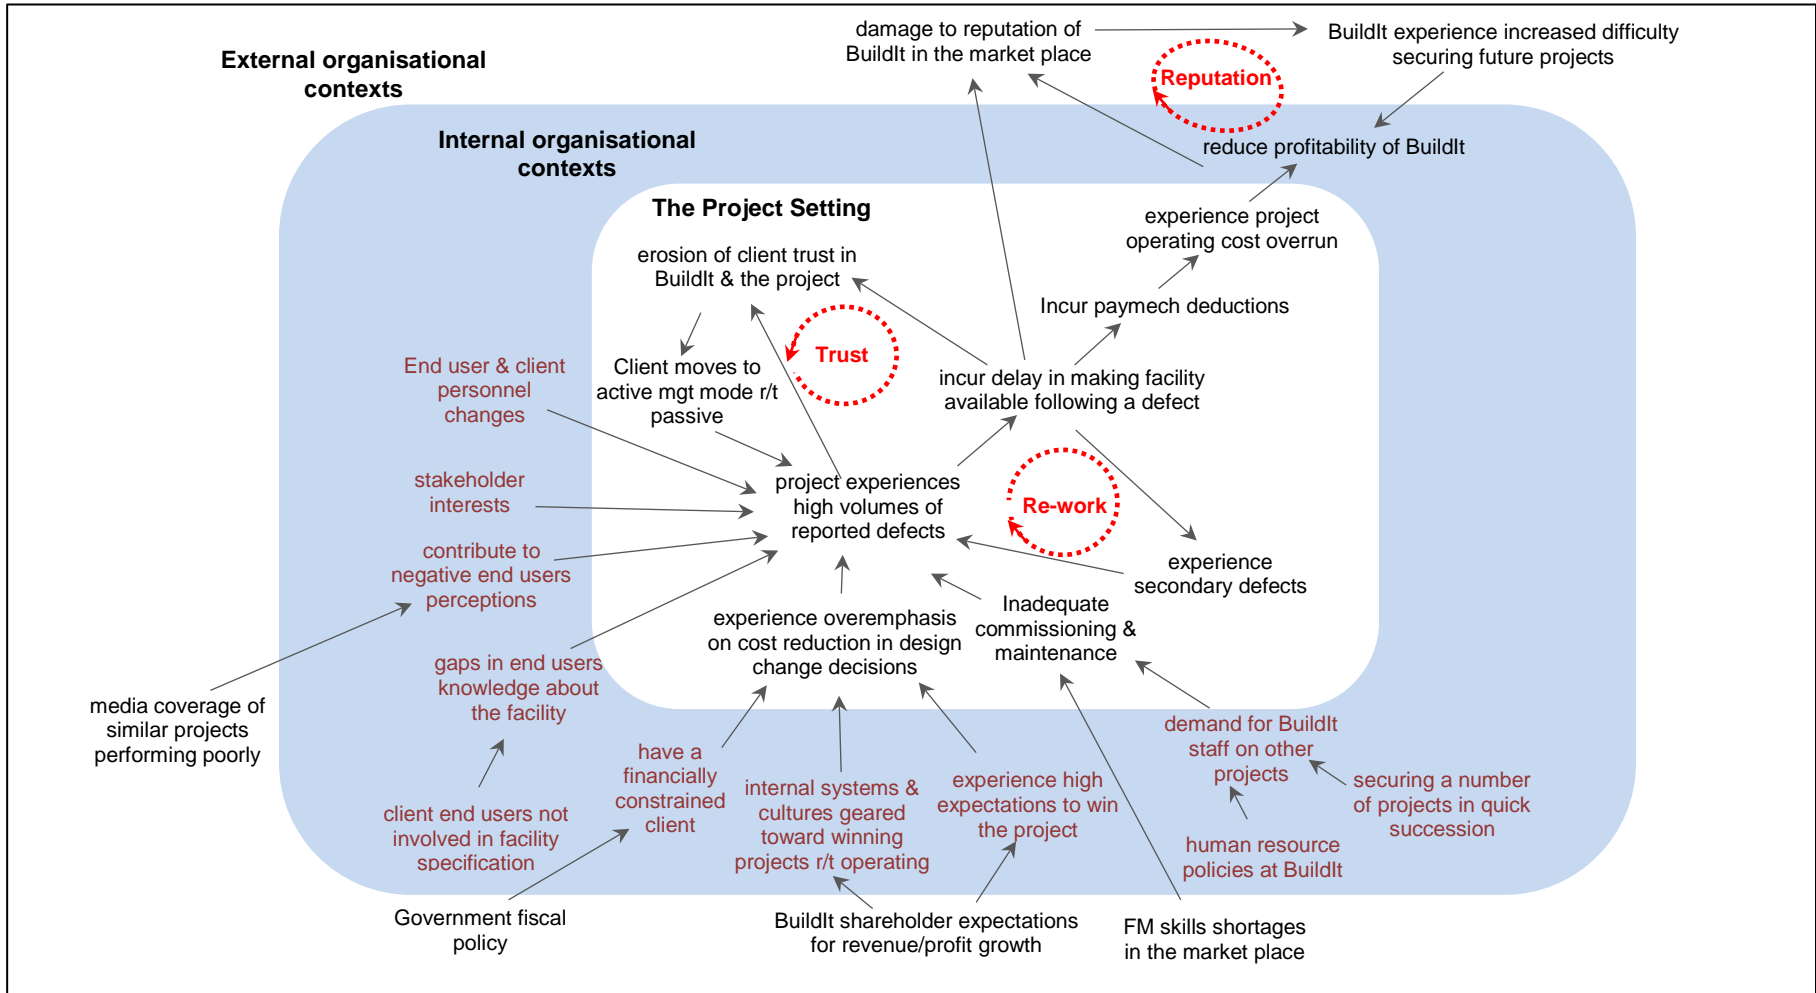 damage to reputation of
BuildIt in the market place
BuildIt experience increased difficulty
securing future projects
External organisational
contexts
Reputation
Internal organisational
contexts
reduce profitability of BuildIt
The Project Setting
experience project
operating cost overrun
erosion of client trust in
BuildIt & the project
Incur paymech deductions
Trust
End user & client
personnel
changes
Client moves to
active mgt mode r/t
passive
incur delay in making facility
available following a defect
stakeholder
interests
project experiences
high volumes of
reported defects
Re-work
contribute to
negative end users
perceptions
experience
secondary defects
experience overemphasis
on cost reduction in design
change decisions
Inadequate
commissioning &
maintenance
gaps in end users
knowledge about
the facility
media coverage of
similar projects
performing poorly
have a
financially
constrained
client
internal systems &
cultures geared
toward winning
projects r/t operating
experience high
expectations to win
the project
demand for BuildIt
staff on other
projects
securing a number
of projects in quick
succession
client end users not
involved in facility
specification
human resource
policies at BuildIt
Government fiscal
policy
BuildIt shareholder expectations
for revenue/profit growth
FM skills shortages
in the market place